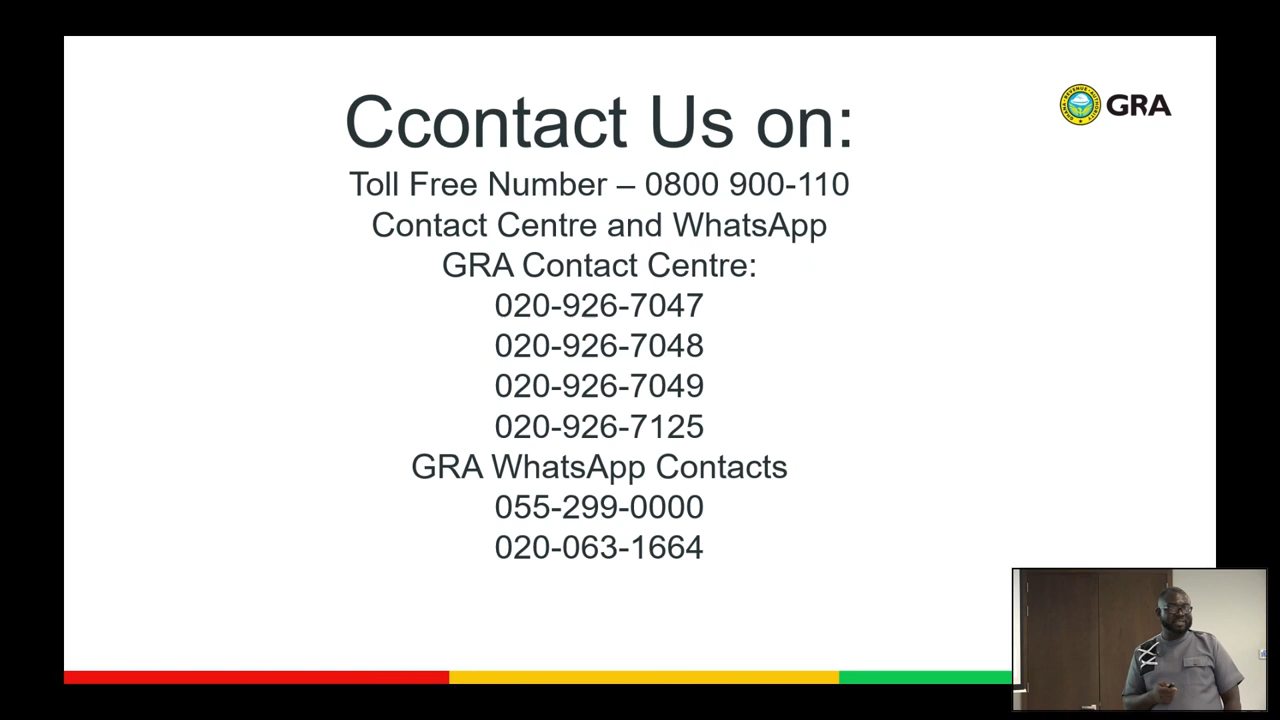 Ccontact Us on:
GRA
Toll Free Number – 0800 900-110
Contact Centre and WhatsApp
GRA Contact Centre:
020-926-7047
020-926-7048
020-926-7049
020-926-7125
GRA WhatsApp Contacts
055-299-0000
020-063-1664